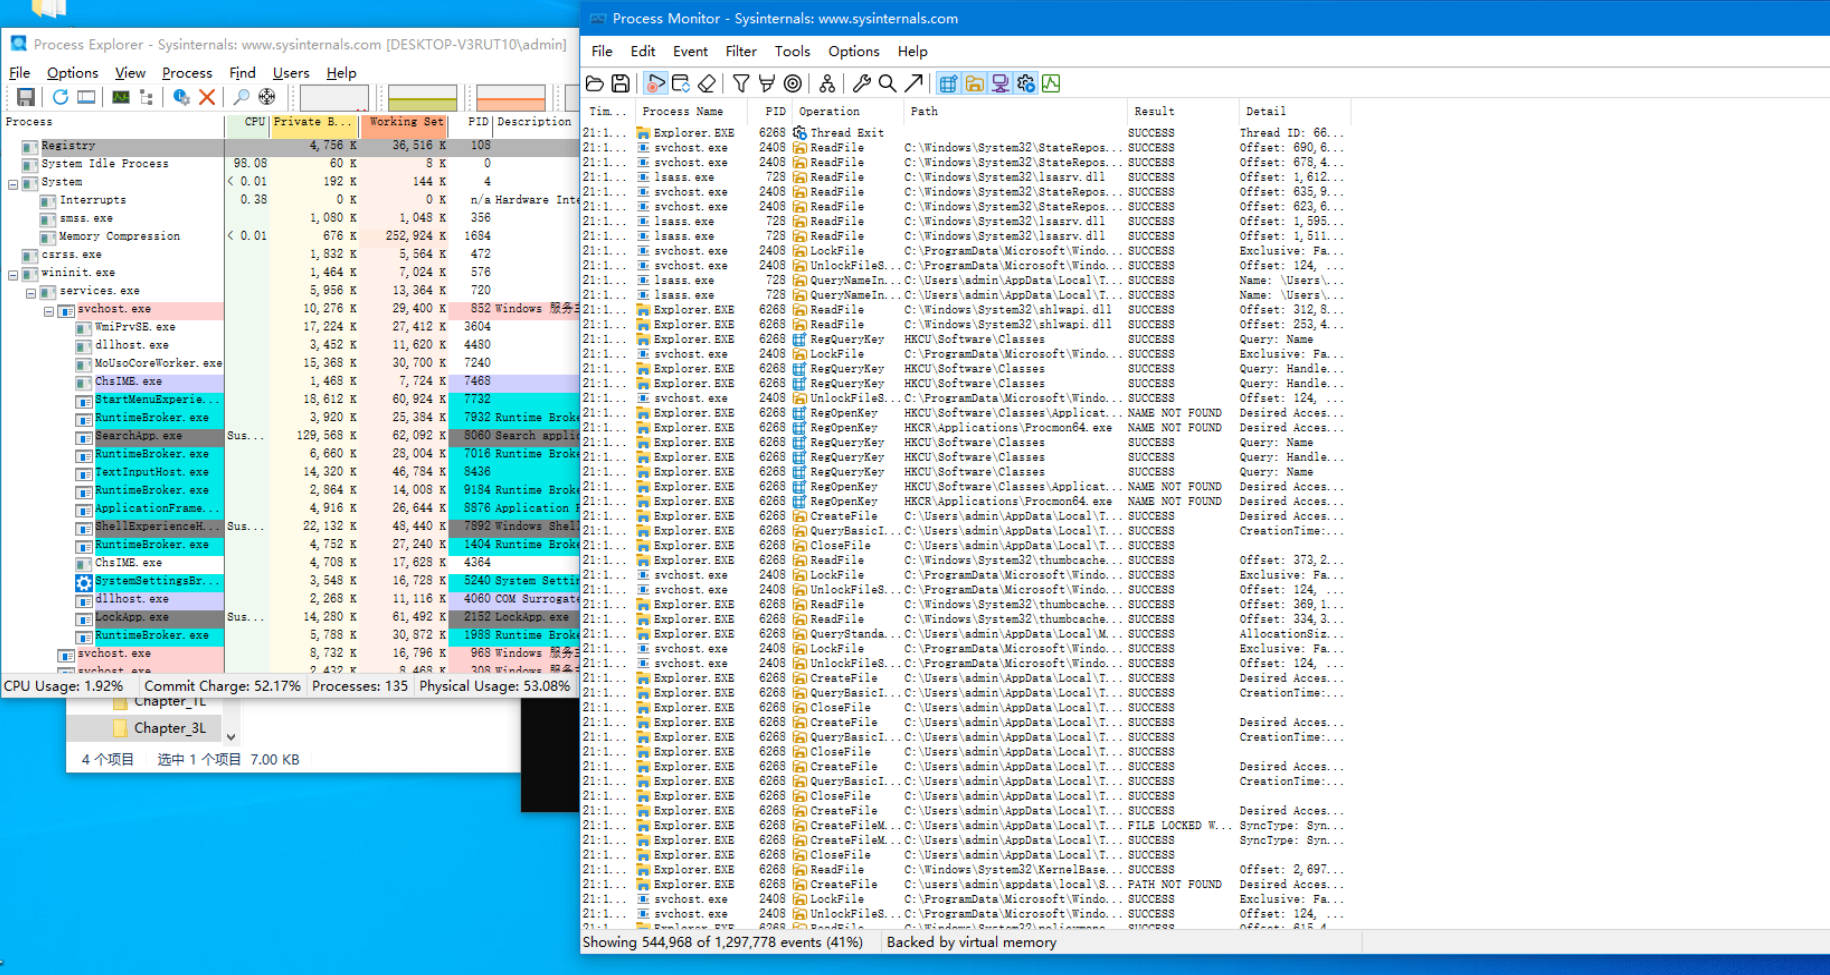 Process Explorer - Sysinternals: www.sysinternals.com [DESKTOP-V3RUT10\admin]
File Options View Process Find Users Help
Process CPU Private B... Working Set PID Description
Registry 4,756 K 36,516 K 108
System Idle Process 98.08 60 K 8 K 0
System < 0.01 192 K 144 K 4
Interrupts 0.38 0 K 0 K n/a Hardware Inte
smss.exe 1,080 K 1,048 K 356
Memory Compression < 0.01 676 K 252,924 K 1684
csrss.exe 1,832 K 5,564 K 472
wininit.exe 1,464 K 7,024 K 576
services.exe 5,956 K 13,364 K 720
svchost.exe 10,276 K 29,400 K 852 Windows 服务主
WmiPrvSE.exe 17,224 K 27,412 K 3604
dllhost.exe 3,452 K 11,620 K 4480
MoUsoCoreWorker.exe 15,368 K 30,700 K 7240
ChsIME.exe 1,468 K 7,724 K 7468
StartMenuExperie... 18,612 K 60,924 K 7732
RuntimeBroker.exe 3,920 K 25,384 K 7932 Runtime Broke
SearchApp.exe Sus... 129,568 K 62,092 K 8060 Search applic
RuntimeBroker.exe 6,660 K 28,004 K 7016 Runtime Broke
TextInputHost.exe 14,320 K 46,784 K 8436
RuntimeBroker.exe 2,864 K 14,008 K 9184 Runtime Broke
ApplicationFrame... 4,916 K 26,644 K 8876 Application F
ShellExperienceH... Sus... 22,132 K 48,440 K 7892 Windows Shell
RuntimeBroker.exe 4,752 K 27,240 K 1404 Runtime Broke
ChsIME.exe 4,708 K 17,628 K 4364
SystemSettingsBr... 3,548 K 16,728 K 5240 System Settin
dllhost.exe 2,268 K 11,116 K 4060 COM Surrogate
LockApp.exe Sus... 14,280 K 61,492 K 2152 LockApp.exe
RuntimeBroker.exe 5,788 K 30,872 K 1988 Runtime Broke
svchost.exe 8,732 K 16,796 K 968 Windows 服务主
svchost.exe 2,432 K 8,468 K 308 Windows 服务主
CPU Usage: 1.92% Commit Charge: 52.17% Processes: 135 Physical Usage: 53.08%
Chapter_1L
Chapter_3L
4 个项目 选中 1 个项目 7.00 KB
Process Monitor - Sysinternals: www.sysinternals.com
File Edit Event Filter Tools Options Help
Tim... Process Name PID Operation Path Result Detail
21:1... Explorer.EXE 6268 Thread Exit SUCCESS Thread ID: 66...
21:1... svchost.exe 2408 ReadFile C:\Windows\System32\StateRepos... SUCCESS Offset: 690,6...
21:1... svchost.exe 2408 ReadFile C:\Windows\System32\StateRepos... SUCCESS Offset: 678,4...
21:1... lsass.exe 728 ReadFile C:\Windows\System32\lsasrv.dll SUCCESS Offset: 1,612...
21:1... svchost.exe 2408 ReadFile C:\Windows\System32\StateRepos... SUCCESS Offset: 635,9...
21:1... svchost.exe 2408 ReadFile C:\Windows\System32\StateRepos... SUCCESS Offset: 623,6...
21:1... lsass.exe 728 ReadFile C:\Windows\System32\lsasrv.dll SUCCESS Offset: 1,595...
21:1... lsass.exe 728 ReadFile C:\Windows\System32\lsasrv.dll SUCCESS Offset: 1,511...
21:1... svchost.exe 2408 LockFile C:\ProgramData\Microsoft\Windo... SUCCESS Exclusive: Fa...
21:1... svchost.exe 2408 UnlockFileS... C:\ProgramData\Microsoft\Windo... SUCCESS Offset: 124, ...
21:1... lsass.exe 728 QueryNameIn... C:\Users\admin\AppData\Local\T... SUCCESS Name: \Users\...
21:1... lsass.exe 728 QueryNameIn... C:\Users\admin\AppData\Local\T... SUCCESS Name: \Users\...
21:1... Explorer.EXE 6268 ReadFile C:\Windows\System32\shlwapi.dll SUCCESS Offset: 312,8...
21:1... Explorer.EXE 6268 ReadFile C:\Windows\System32\shlwapi.dll SUCCESS Offset: 253,4...
21:1... Explorer.EXE 6268 RegQueryKey HKCU\Software\Classes SUCCESS Query: Name
21:1... svchost.exe 2408 LockFile C:\ProgramData\Microsoft\Windo... SUCCESS Exclusive: Fa...
21:1... Explorer.EXE 6268 RegQueryKey HKCU\Software\Classes SUCCESS Query: Handle...
21:1... Explorer.EXE 6268 RegQueryKey HKCU\Software\Classes SUCCESS Query: Handle...
21:1... svchost.exe 2408 UnlockFileS... C:\ProgramData\Microsoft\Windo... SUCCESS Offset: 124, ...
21:1... Explorer.EXE 6268 RegOpenKey HKCU\Software\Classes\Applicat... NAME NOT FOUND Desired Acces...
21:1... Explorer.EXE 6268 RegOpenKey HKCR\Applications\Procmon64.exe NAME NOT FOUND Desired Acces...
21:1... Explorer.EXE 6268 RegQueryKey HKCU\Software\Classes SUCCESS Query: Name
21:1... Explorer.EXE 6268 RegQueryKey HKCU\Software\Classes SUCCESS Query: Handle...
21:1... Explorer.EXE 6268 RegQueryKey HKCU\Software\Classes SUCCESS Query: Name
21:1... Explorer.EXE 6268 RegOpenKey HKCU\Software\Classes\Applicat... NAME NOT FOUND Desired Acces...
21:1... Explorer.EXE 6268 RegOpenKey HKCR\Applications\Procmon64.exe NAME NOT FOUND Desired Acces...
21:1... Explorer.EXE 6268 CreateFile C:\Users\admin\AppData\Local\T... SUCCESS Desired Acces...
21:1... Explorer.EXE 6268 QueryBasicI... C:\Users\admin\AppData\Local\T... SUCCESS CreationTime:...
21:1... Explorer.EXE 6268 CloseFile C:\Users\admin\AppData\Local\T... SUCCESS
21:1... Explorer.EXE 6268 ReadFile C:\Windows\System32\thumbcache... SUCCESS Offset: 373,2...
21:1... svchost.exe 2408 LockFile C:\ProgramData\Microsoft\Windo... SUCCESS Exclusive: Fa...
21:1... svchost.exe 2408 UnlockFileS... C:\ProgramData\Microsoft\Windo... SUCCESS Offset: 124, ...
21:1... Explorer.EXE 6268 ReadFile C:\Windows\System32\thumbcache... SUCCESS Offset: 369,1...
21:1... Explorer.EXE 6268 ReadFile C:\Windows\System32\thumbcache... SUCCESS Offset: 334,3...
21:1... Explorer.EXE 6268 QueryStanda... C:\Users\admin\AppData\Local\M... SUCCESS AllocationSiz...
21:1... svchost.exe 2408 LockFile C:\ProgramData\Microsoft\Windo... SUCCESS Exclusive: Fa...
21:1... svchost.exe 2408 UnlockFileS... C:\ProgramData\Microsoft\Windo... SUCCESS Offset: 124, ...
21:1... Explorer.EXE 6268 CreateFile C:\Users\admin\AppData\Local\T... SUCCESS Desired Acces...
21:1... Explorer.EXE 6268 QueryBasicI... C:\Users\admin\AppData\Local\T... SUCCESS CreationTime:...
21:1... Explorer.EXE 6268 CloseFile C:\Users\admin\AppData\Local\T... SUCCESS
21:1... Explorer.EXE 6268 CreateFile C:\Users\admin\AppData\Local\T... SUCCESS Desired Acces...
21:1... Explorer.EXE 6268 QueryBasicI... C:\Users\admin\AppData\Local\T... SUCCESS CreationTime:...
21:1... Explorer.EXE 6268 CloseFile C:\Users\admin\AppData\Local\T... SUCCESS
21:1... Explorer.EXE 6268 CreateFile C:\Users\admin\AppData\Local\T... SUCCESS Desired Acces...
21:1... Explorer.EXE 6268 QueryBasicI... C:\Users\admin\AppData\Local\T... SUCCESS CreationTime:...
21:1... Explorer.EXE 6268 CloseFile C:\Users\admin\AppData\Local\T... SUCCESS
21:1... Explorer.EXE 6268 CreateFile C:\Users\admin\AppData\Local\T... SUCCESS Desired Acces...
21:1... Explorer.EXE 6268 CreateFileM... C:\Users\admin\AppData\Local\T... FILE LOCKED W... SyncType: Syn...
21:1... Explorer.EXE 6268 CreateFileM... C:\Users\admin\AppData\Local\T... SUCCESS SyncType: Syn...
21:1... Explorer.EXE 6268 CloseFile C:\Users\admin\AppData\Local\T... SUCCESS
21:1... Explorer.EXE 6268 ReadFile C:\Windows\System32\KernelBase... SUCCESS Offset: 2,697...
21:1... Explorer.EXE 6268 CreateFile C:\users\admin\appdata\local\S... PATH NOT FOUND Desired Acces...
21:1... svchost.exe 2408 LockFile C:\ProgramData\Microsoft\Windo... SUCCESS Exclusive: Fa...
21:1... svchost.exe 2408 UnlockFileS... C:\ProgramData\Microsoft\Windo... SUCCESS Offset: 124, ...
21:1... Explorer.EXE 6268 ReadFile SUCCESS Offset: 615,4...
Showing 544,968 of 1,297,778 events (41%) Backed by virtual memory